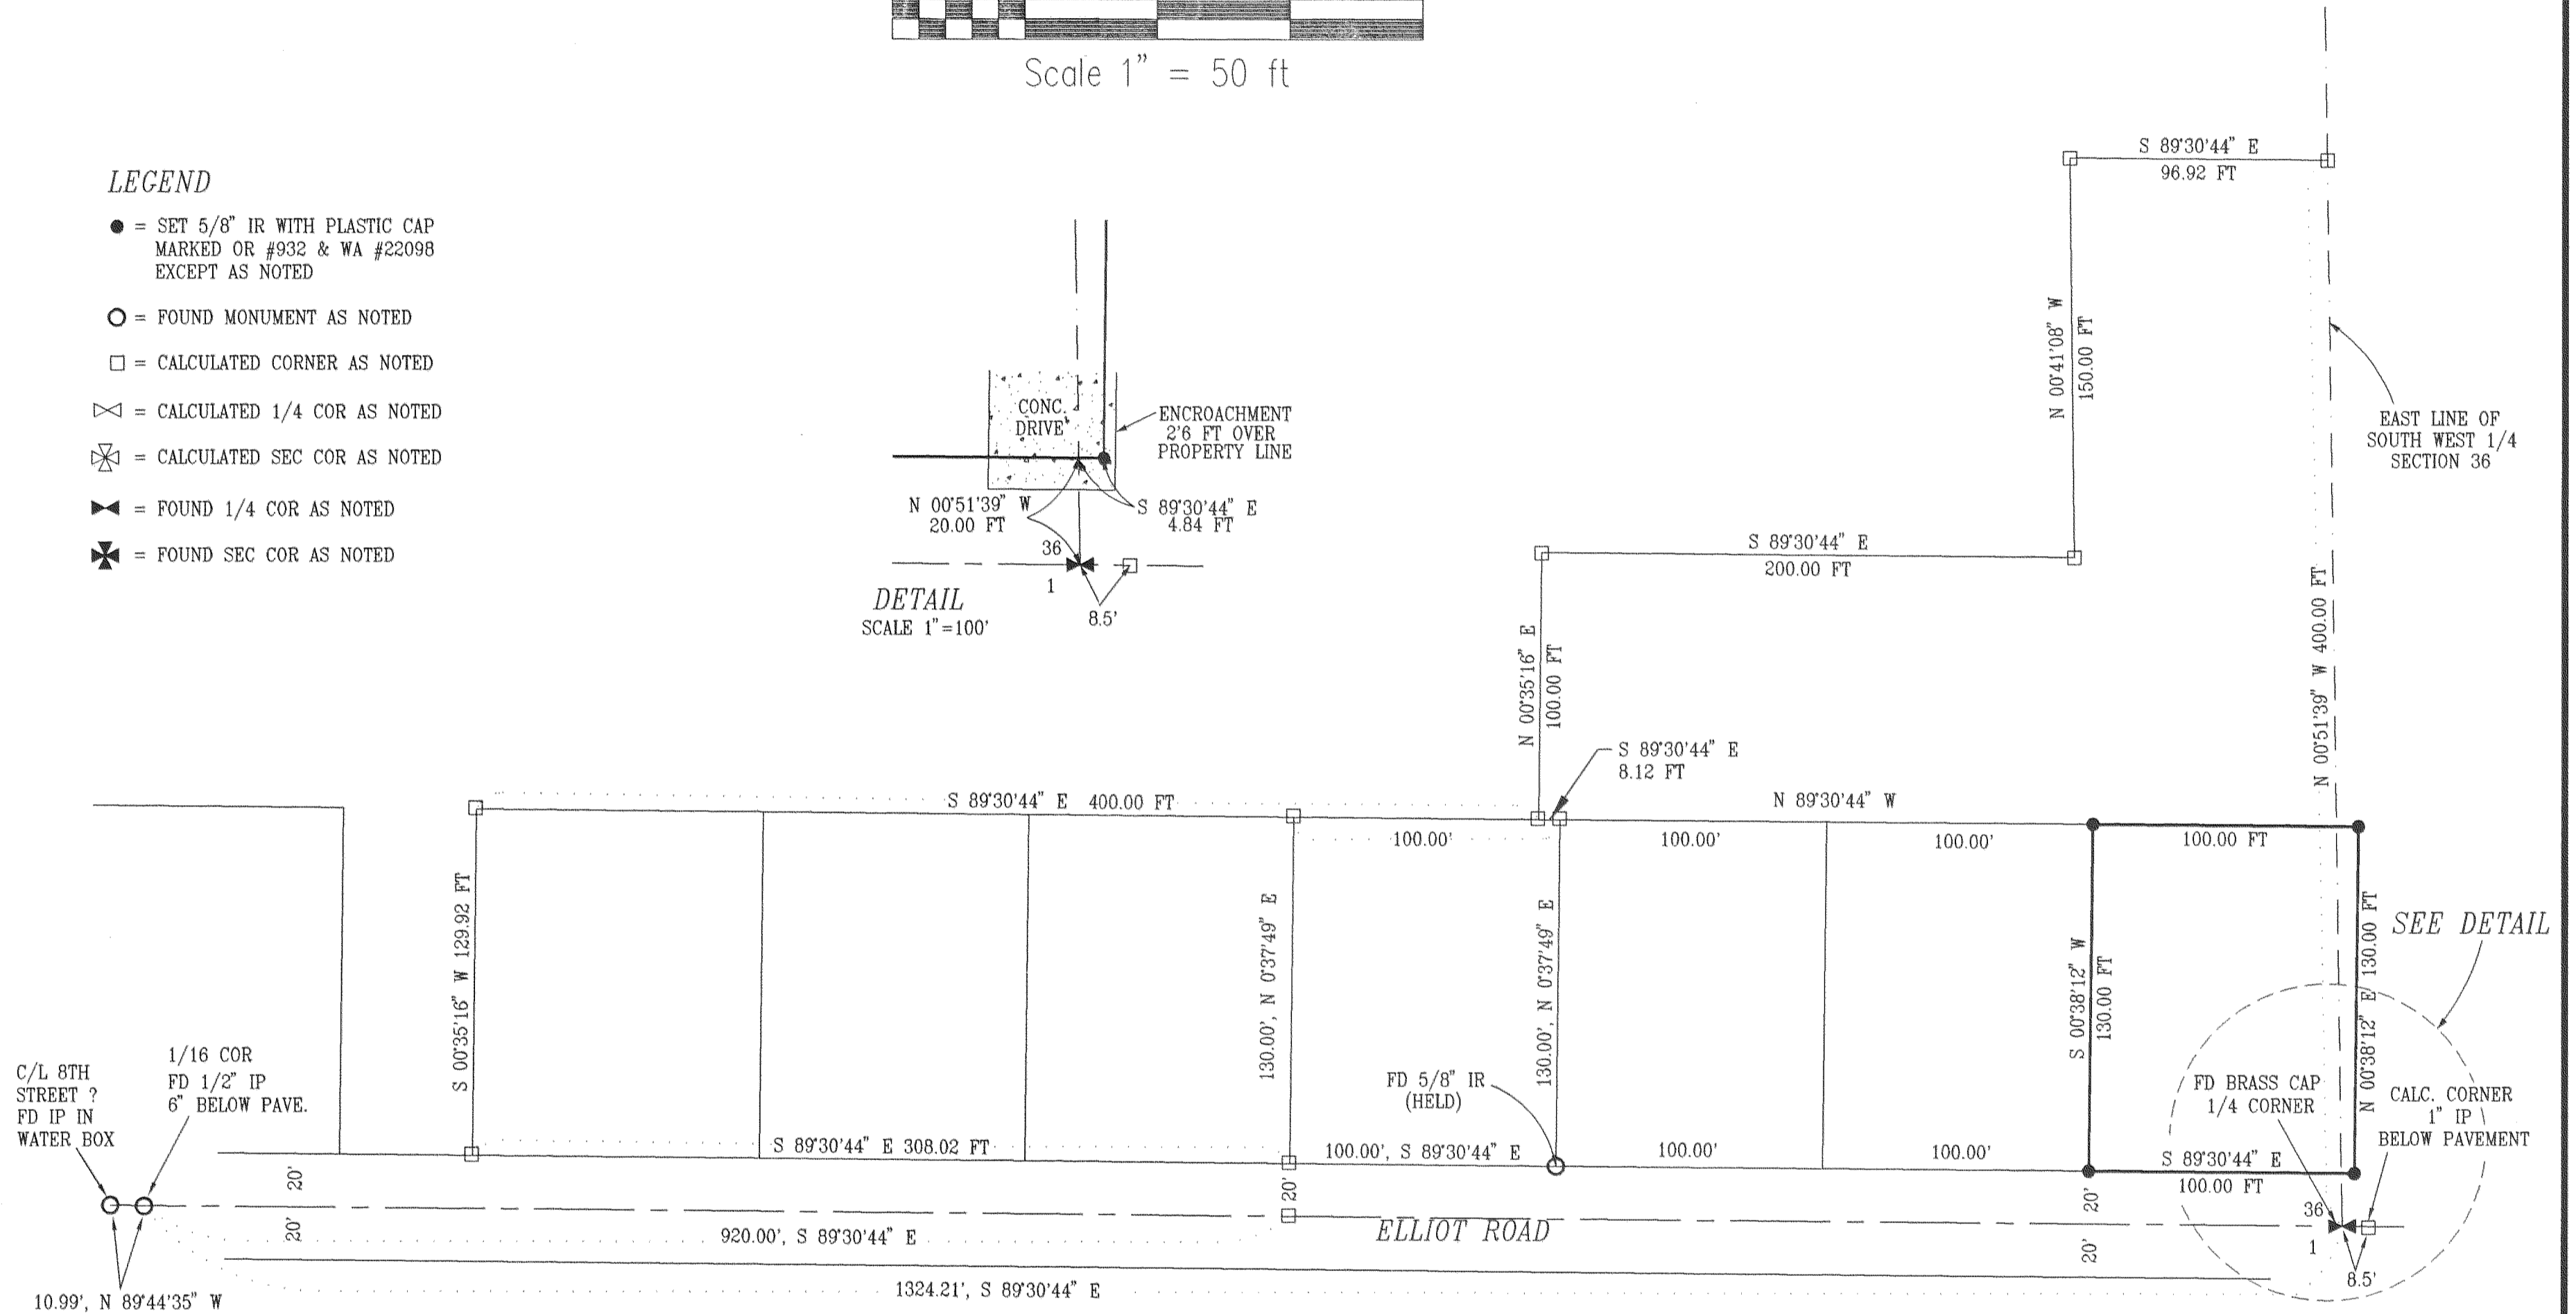 Scale 1" = 50 ft
LEGEND
● = SET 5/8" IR WITH PLASTIC CAP
MARKED OR #932 & WA #22098
EXCEPT AS NOTED
= FOUND MONUMENT AS NOTED
= CALCULATED CORNER AS NOTED
= CALCULATED 1/4 COR AS NOTED
= CALCULATED SEC COR AS NOTED
= FOUND 1/4 COR AS NOTED
= FOUND SEC COR AS NOTED
CONC.
DRIVE
ENCROACHMENT
2'6 FT OVER
PROPERTY LINE
N 00°51'39" W
20.00 FT
S 89°30'44" E
4.84 FT
36
1
8.5'
DETAIL
SCALE 1"=100'
S 89°30'44" E
96.92 FT
N 00°41'08" W
150.00 FT
EAST LINE OF
SOUTH WEST 1/4
SECTION 36
S 89°30'44" E
200.00 FT
N 00°35'16" E
100.00 FT
N 00°51'39" W 400.00 FT
S 89°30'44" E
8.12 FT
S 89°30'44" E 400.00 FT
N 89°30'44" W
100.00'
100.00'
100.00'
100.00 FT
S 00°35'16" W 129.92 FT
130.00', N 0°37'49" E
130.00', N 0°37'49" E
S 00°38'12" W
130.00 FT
N 00°38'12" E 130.00 FT
SEE DETAIL
C/L 8TH
STREET ?
FD IP IN
WATER BOX
1/16 COR
FD 1/2" IP
6" BELOW PAVE.
FD 5/8" IR
(HELD)
FD BRASS CAP
1/4 CORNER
CALC. CORNER
1" IP
BELOW PAVEMENT
S 89°30'44" E 308.02 FT
100.00', S 89°30'44" E
100.00'
100.00'
S 89°30'44" E
100.00 FT
20'
20'
20'
20'
20'
36
1
8.5'
920.00', S 89°30'44" E
ELLIOT ROAD
1324.21', S 89°30'44" E
10.99', N 89°44'35" W